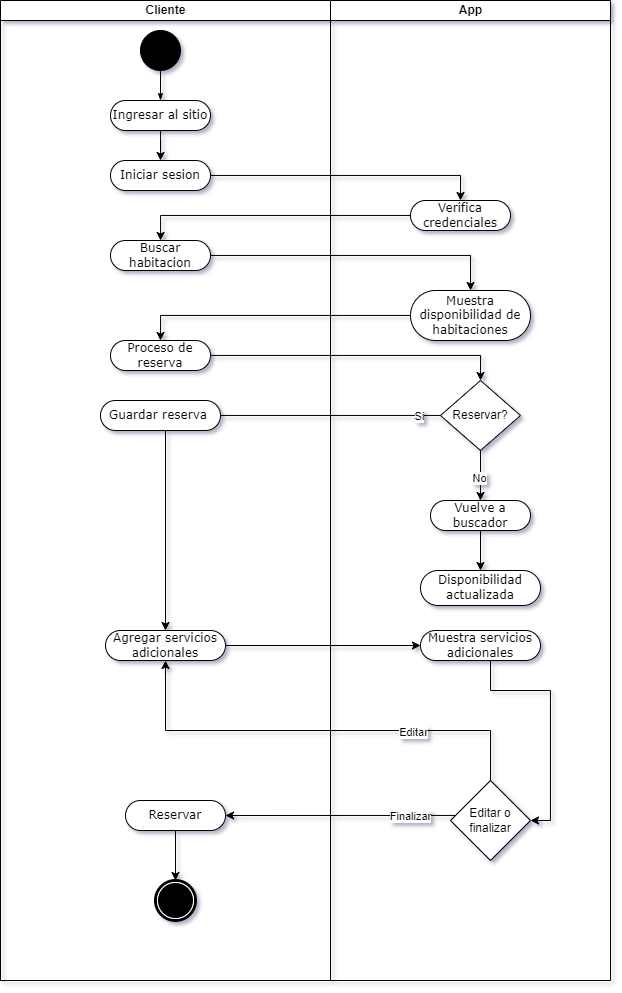 Cliente
App
Ingresar al sitio
Iniciar sesion
Verifica
credenciales
Buscar
habitacion
Muestra
disponibilidad de
habitaciones
Proceso de
reserva
Guardar reserva
Si
Reservar?
No
Vuelve a
buscador
Disponibilidad
actualizada
Agregar servicios
adicionales
Muestra servicios
adicionales
Editar
Editar o
finalizar
Finalizar
Reservar